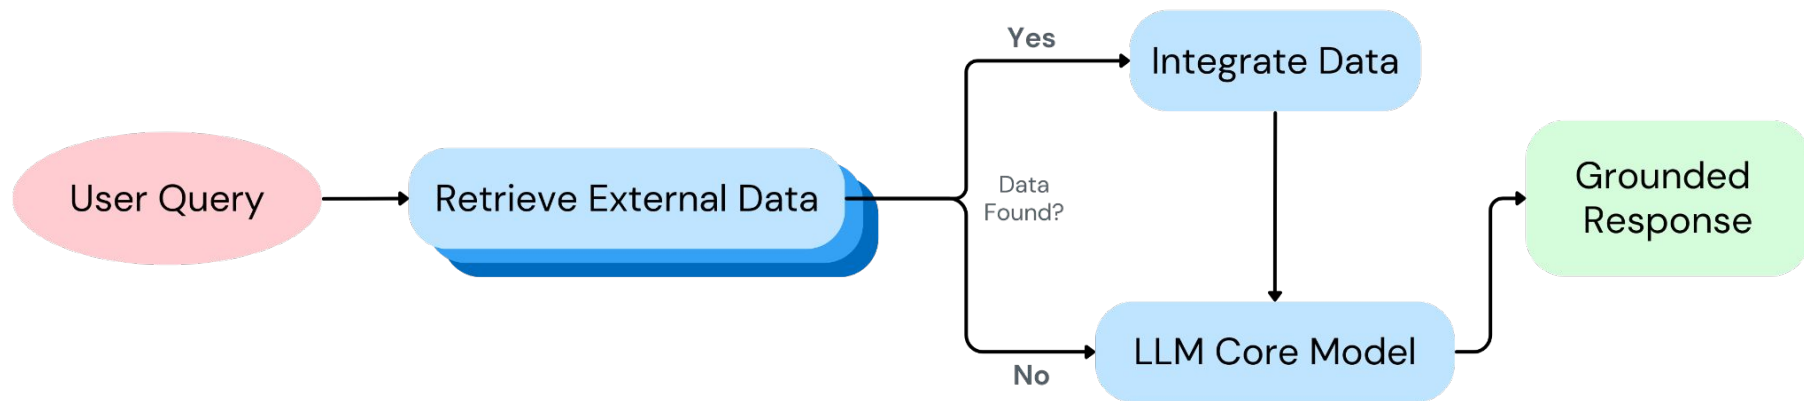 User Query
Retrieve External Data
Data
Found?
Yes
Integrate Data
No
LLM Core Model
Grounded
Response